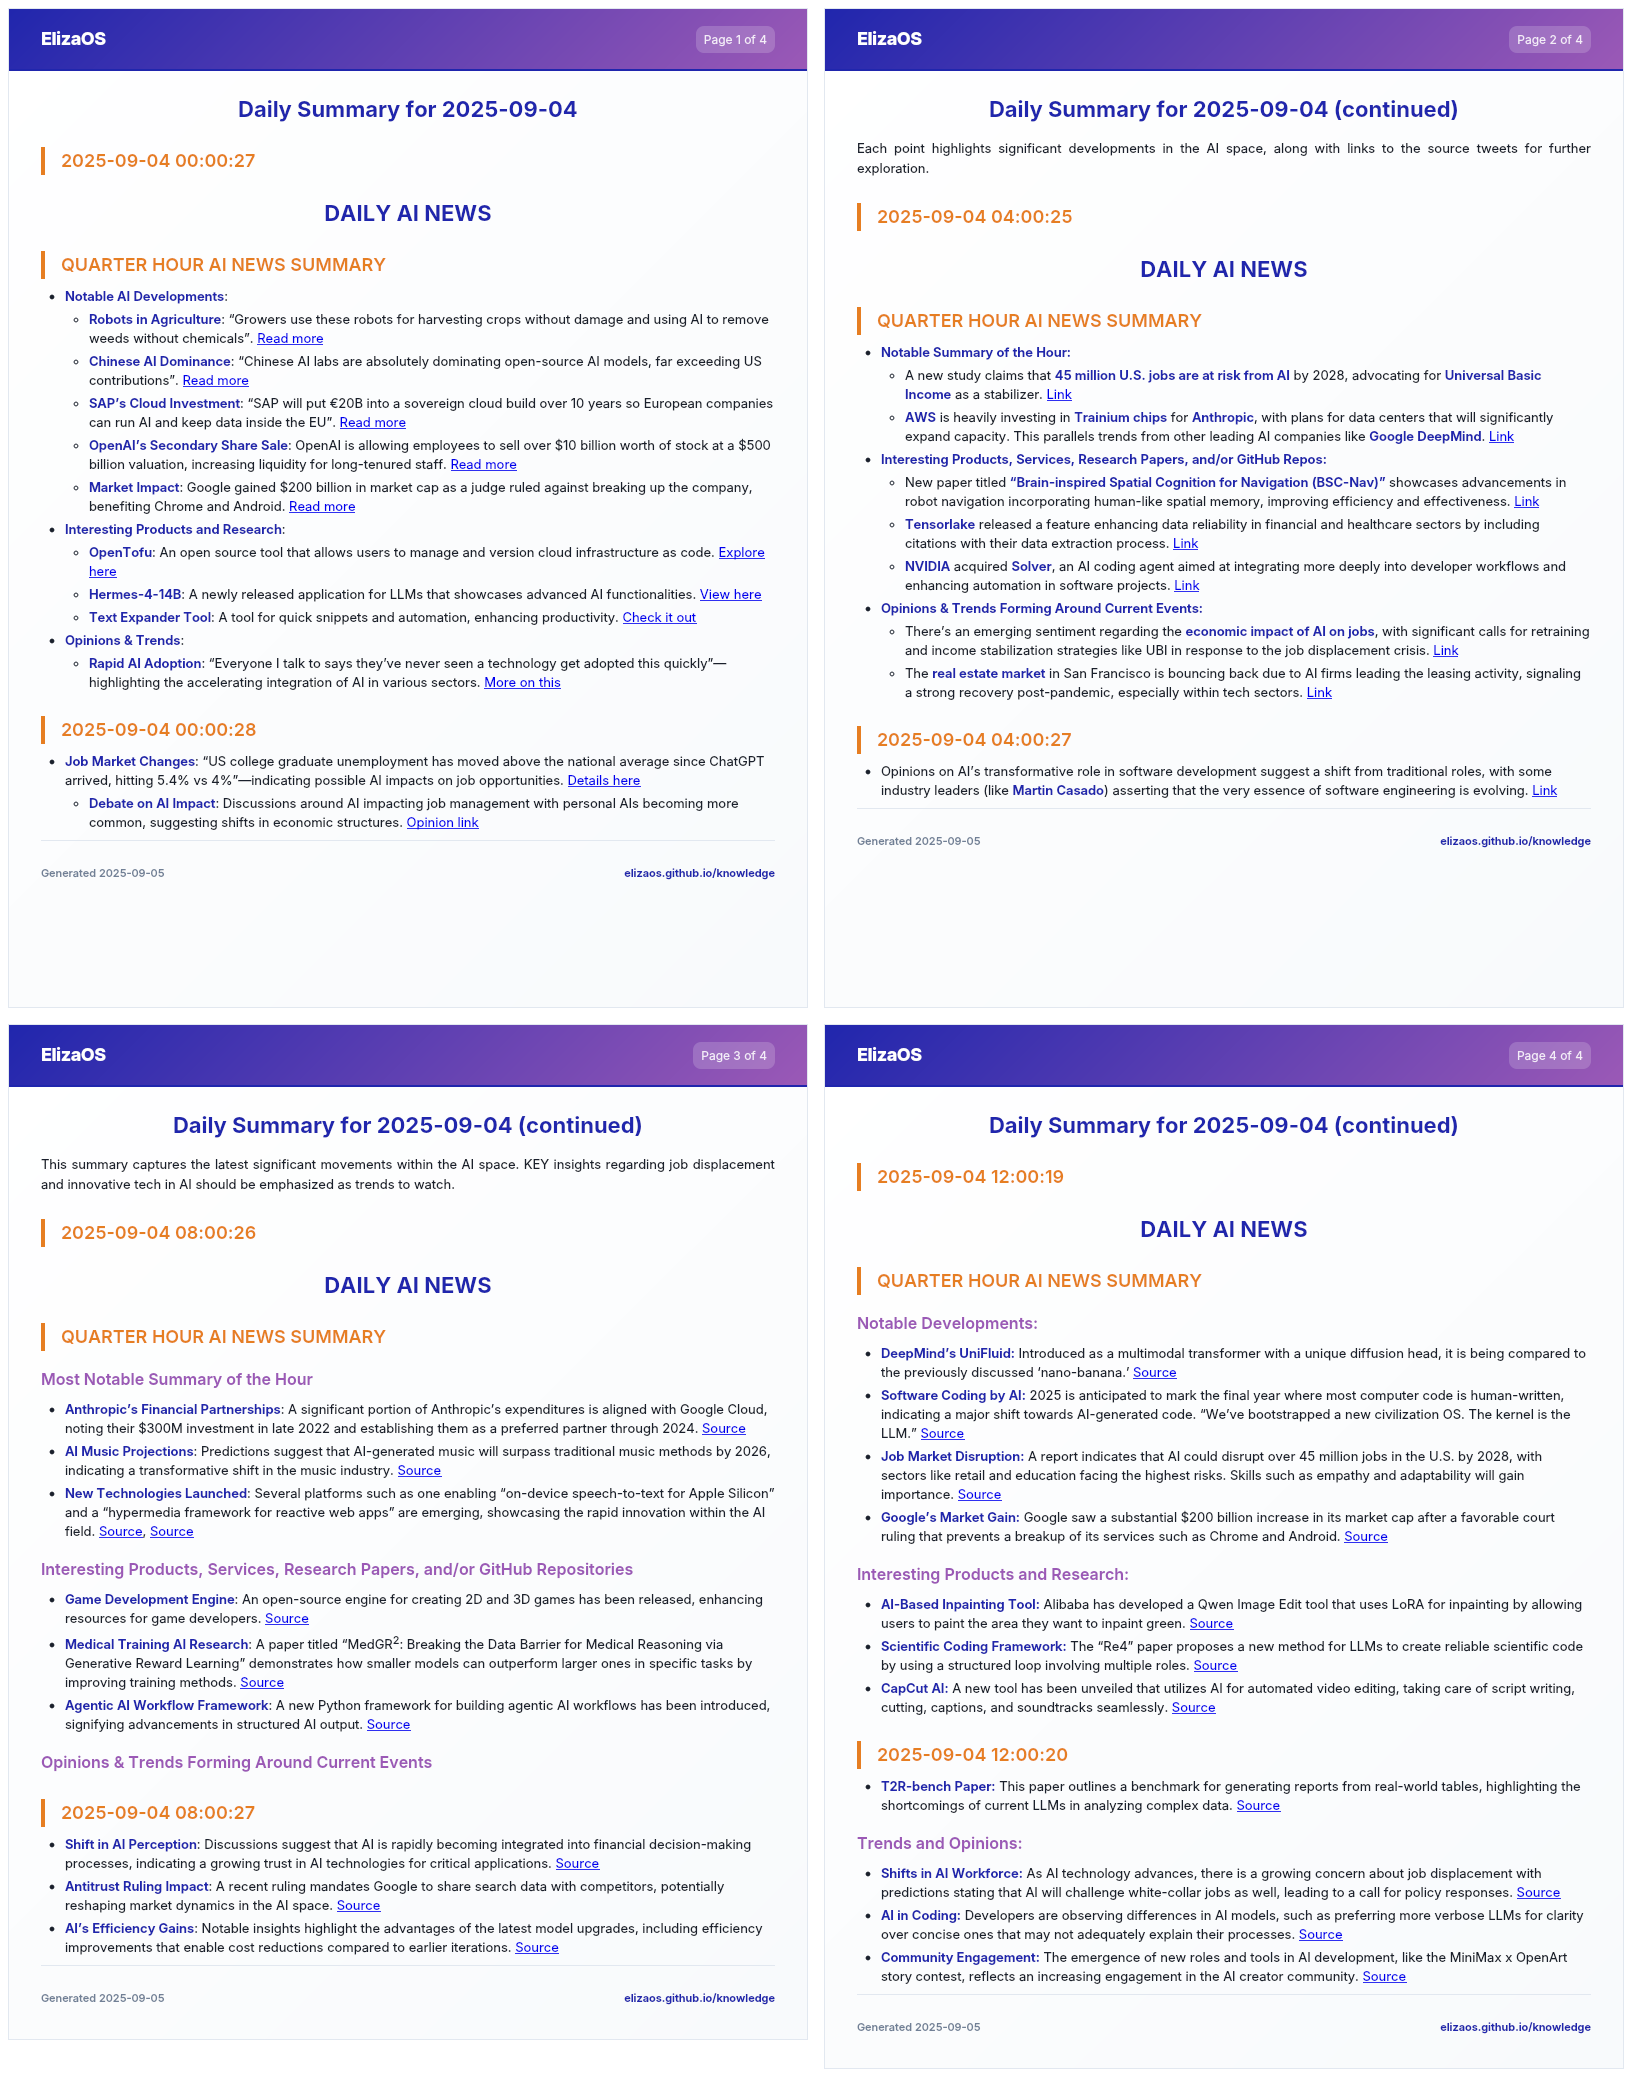 ElizaOS
Page 1 of 4
Daily Summary for 2025-09-04
2025-09-04 00:00:27
DAILY AI NEWS
QUARTER HOUR AI NEWS SUMMARY
• Notable AI Developments:
◦ Robots in Agriculture: “Growers use these robots for harvesting crops without damage and using AI to remove
weeds without chemicals”. Read more
◦ Chinese AI Dominance: “Chinese AI labs are absolutely dominating open-source AI models, far exceeding US
contributions”. Read more
◦ SAP’s Cloud Investment: “SAP will put €20B into a sovereign cloud build over 10 years so European companies
can run AI and keep data inside the EU”. Read more
◦ OpenAI’s Secondary Share Sale: OpenAI is allowing employees to sell over $10 billion worth of stock at a $500
billion valuation, increasing liquidity for long-tenured staff. Read more
◦ Market Impact: Google gained $200 billion in market cap as a judge ruled against breaking up the company,
benefiting Chrome and Android. Read more
• Interesting Products and Research:
◦ OpenTofu: An open source tool that allows users to manage and version cloud infrastructure as code. Explore
here
◦ Hermes-4-14B: A newly released application for LLMs that showcases advanced AI functionalities. View here
◦ Text Expander Tool: A tool for quick snippets and automation, enhancing productivity. Check it out
• Opinions & Trends:
◦ Rapid AI Adoption: “Everyone I talk to says they’ve never seen a technology get adopted this quickly”—
highlighting the accelerating integration of AI in various sectors. More on this
2025-09-04 00:00:28
• Job Market Changes: “US college graduate unemployment has moved above the national average since ChatGPT
arrived, hitting 5.4% vs 4%”—indicating possible AI impacts on job opportunities. Details here
◦ Debate on AI Impact: Discussions around AI impacting job management with personal AIs becoming more
common, suggesting shifts in economic structures. Opinion link
Generated 2025-09-05
elizaos.github.io/knowledge
ElizaOS
Page 2 of 4
Daily Summary for 2025-09-04 (continued)
Each point highlights significant developments in the AI space, along with links to the source tweets for further
exploration.
2025-09-04 04:00:25
DAILY AI NEWS
QUARTER HOUR AI NEWS SUMMARY
• Notable Summary of the Hour:
◦ A new study claims that 45 million U.S. jobs are at risk from AI by 2028, advocating for Universal Basic
Income as a stabilizer. Link
◦ AWS is heavily investing in Trainium chips for Anthropic, with plans for data centers that will significantly
expand capacity. This parallels trends from other leading AI companies like Google DeepMind. Link
• Interesting Products, Services, Research Papers, and/or GitHub Repos:
◦ New paper titled “Brain-inspired Spatial Cognition for Navigation (BSC-Nav)” showcases advancements in
robot navigation incorporating human-like spatial memory, improving efficiency and effectiveness. Link
◦ Tensorlake released a feature enhancing data reliability in financial and healthcare sectors by including
citations with their data extraction process. Link
◦ NVIDIA acquired Solver, an AI coding agent aimed at integrating more deeply into developer workflows and
enhancing automation in software projects. Link
• Opinions & Trends Forming Around Current Events:
◦ There’s an emerging sentiment regarding the economic impact of AI on jobs, with significant calls for retraining
and income stabilization strategies like UBI in response to the job displacement crisis. Link
◦ The real estate market in San Francisco is bouncing back due to AI firms leading the leasing activity, signaling
a strong recovery post-pandemic, especially within tech sectors. Link
2025-09-04 04:00:27
• Opinions on AI’s transformative role in software development suggest a shift from traditional roles, with some
industry leaders (like Martin Casado) asserting that the very essence of software engineering is evolving. Link
Generated 2025-09-05
elizaos.github.io/knowledge
ElizaOS
Page 3 of 4
Daily Summary for 2025-09-04 (continued)
This summary captures the latest significant movements within the AI space. KEY insights regarding job displacement
and innovative tech in AI should be emphasized as trends to watch.
2025-09-04 08:00:26
DAILY AI NEWS
QUARTER HOUR AI NEWS SUMMARY
Most Notable Summary of the Hour
• Anthropic’s Financial Partnerships: A significant portion of Anthropic’s expenditures is aligned with Google Cloud,
noting their $300M investment in late 2022 and establishing them as a preferred partner through 2024. Source
• AI Music Projections: Predictions suggest that AI-generated music will surpass traditional music methods by 2026,
indicating a transformative shift in the music industry. Source
• New Technologies Launched: Several platforms such as one enabling “on-device speech-to-text for Apple Silicon”
and a “hypermedia framework for reactive web apps” are emerging, showcasing the rapid innovation within the AI
field. Source, Source
Interesting Products, Services, Research Papers, and/or GitHub Repositories
• Game Development Engine: An open-source engine for creating 2D and 3D games has been released, enhancing
resources for game developers. Source
• Medical Training AI Research: A paper titled “MedGR²: Breaking the Data Barrier for Medical Reasoning via
Generative Reward Learning” demonstrates how smaller models can outperform larger ones in specific tasks by
improving training methods. Source
• Agentic AI Workflow Framework: A new Python framework for building agentic AI workflows has been introduced,
signifying advancements in structured AI output. Source
Opinions & Trends Forming Around Current Events
2025-09-04 08:00:27
• Shift in AI Perception: Discussions suggest that AI is rapidly becoming integrated into financial decision-making
processes, indicating a growing trust in AI technologies for critical applications. Source
• Antitrust Ruling Impact: A recent ruling mandates Google to share search data with competitors, potentially
reshaping market dynamics in the AI space. Source
• AI’s Efficiency Gains: Notable insights highlight the advantages of the latest model upgrades, including efficiency
improvements that enable cost reductions compared to earlier iterations. Source
Generated 2025-09-05
elizaos.github.io/knowledge
ElizaOS
Page 4 of 4
Daily Summary for 2025-09-04 (continued)
2025-09-04 12:00:19
DAILY AI NEWS
QUARTER HOUR AI NEWS SUMMARY
Notable Developments:
• DeepMind’s UniFluid: Introduced as a multimodal transformer with a unique diffusion head, it is being compared to
the previously discussed ‘nano-banana.’ Source
• Software Coding by AI: 2025 is anticipated to mark the final year where most computer code is human-written,
indicating a major shift towards AI-generated code. “We’ve bootstrapped a new civilization OS. The kernel is the
LLM.” Source
• Job Market Disruption: A report indicates that AI could disrupt over 45 million jobs in the U.S. by 2028, with
sectors like retail and education facing the highest risks. Skills such as empathy and adaptability will gain
importance. Source
• Google’s Market Gain: Google saw a substantial $200 billion increase in its market cap after a favorable court
ruling that prevents a breakup of its services such as Chrome and Android. Source
Interesting Products and Research:
• AI-Based Inpainting Tool: Alibaba has developed a Qwen Image Edit tool that uses LoRA for inpainting by allowing
users to paint the area they want to inpaint green. Source
• Scientific Coding Framework: The “Re4” paper proposes a new method for LLMs to create reliable scientific code
by using a structured loop involving multiple roles. Source
• CapCut AI: A new tool has been unveiled that utilizes AI for automated video editing, taking care of script writing,
cutting, captions, and soundtracks seamlessly. Source
2025-09-04 12:00:20
• T2R-bench Paper: This paper outlines a benchmark for generating reports from real-world tables, highlighting the
shortcomings of current LLMs in analyzing complex data. Source
Trends and Opinions:
• Shifts in AI Workforce: As AI technology advances, there is a growing concern about job displacement with
predictions stating that AI will challenge white-collar jobs as well, leading to a call for policy responses. Source
• AI in Coding: Developers are observing differences in AI models, such as preferring more verbose LLMs for clarity
over concise ones that may not adequately explain their processes. Source
• Community Engagement: The emergence of new roles and tools in AI development, like the MiniMax x OpenArt
story contest, reflects an increasing engagement in the AI creator community. Source
Generated 2025-09-05
elizaos.github.io/knowledge